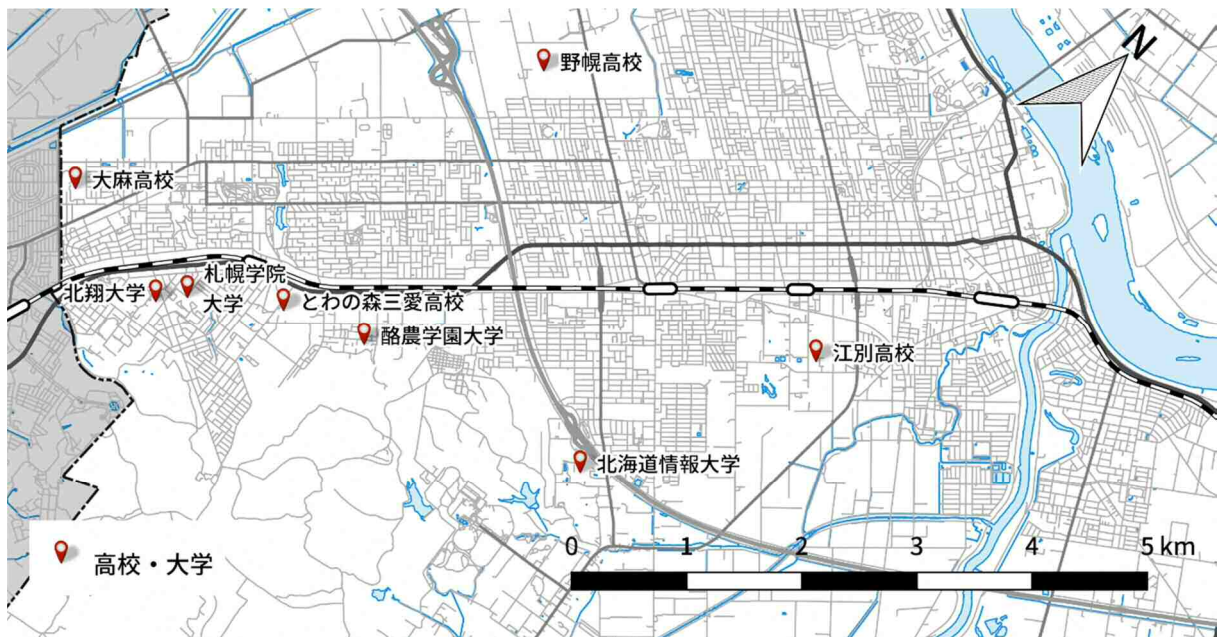 N
野幌高校
大麻高校
札幌学院
大学
北翔大学
とわの森三愛高校
酪農学園大学
江別高校
北海道情報大学
高校・大学
0 1 2 3 4 5 km